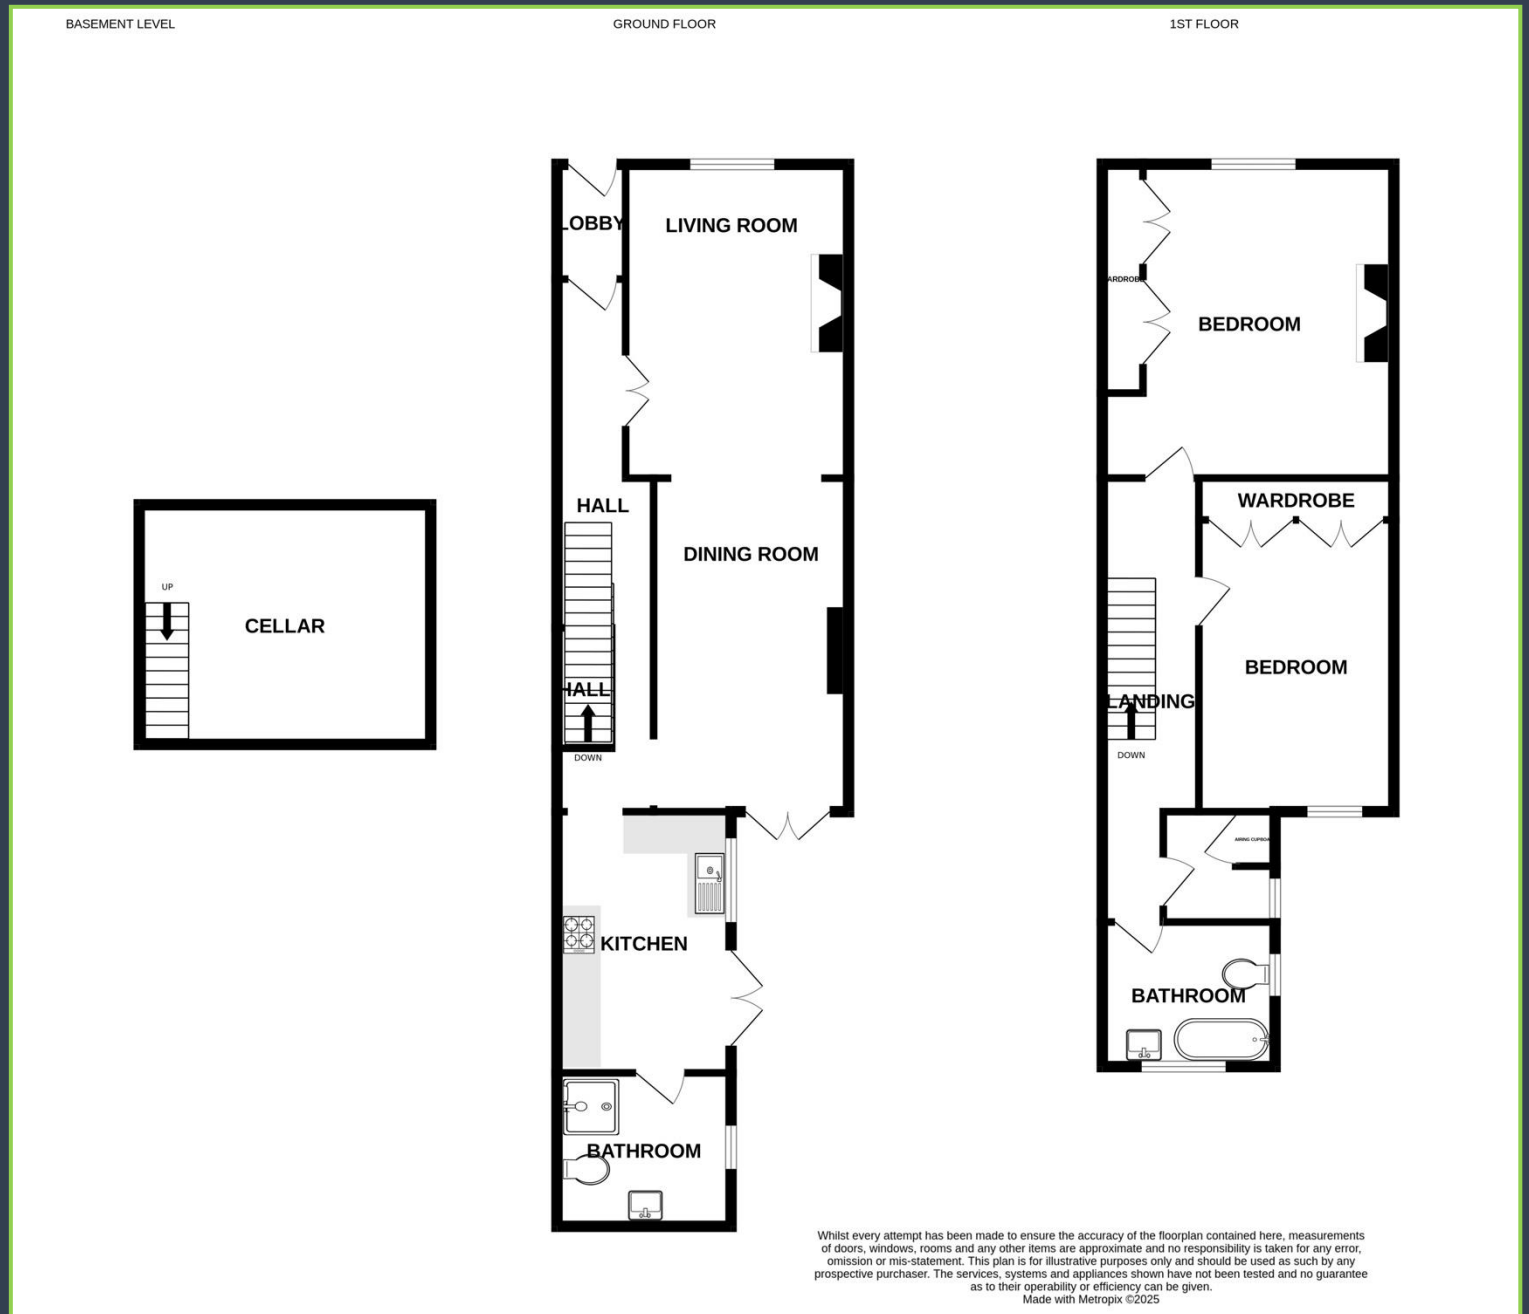 BASEMENT LEVEL
GROUND FLOOR
1ST FLOOR
UP
CELLAR
LOBBY
LIVING ROOM
HALL
DINING ROOM
HALL
DOWN
KITCHEN
BATHROOM
WARDROBE
BEDROOM
WARDROBE
BEDROOM
LANDING
DOWN
AIRING CUPBOARD
BATHROOM
Whilst every attempt has been made to ensure the accuracy of the floorplan contained here, measurements
of doors, windows, rooms and any other items are approximate and no responsibility is taken for any error,
omission or mis-statement. This plan is for illustrative purposes only and should be used as such by any
prospective purchaser. The services, systems and appliances shown have not been tested and no guarantee
as to their operability or efficiency can be given.
Made with Metropix ©2025